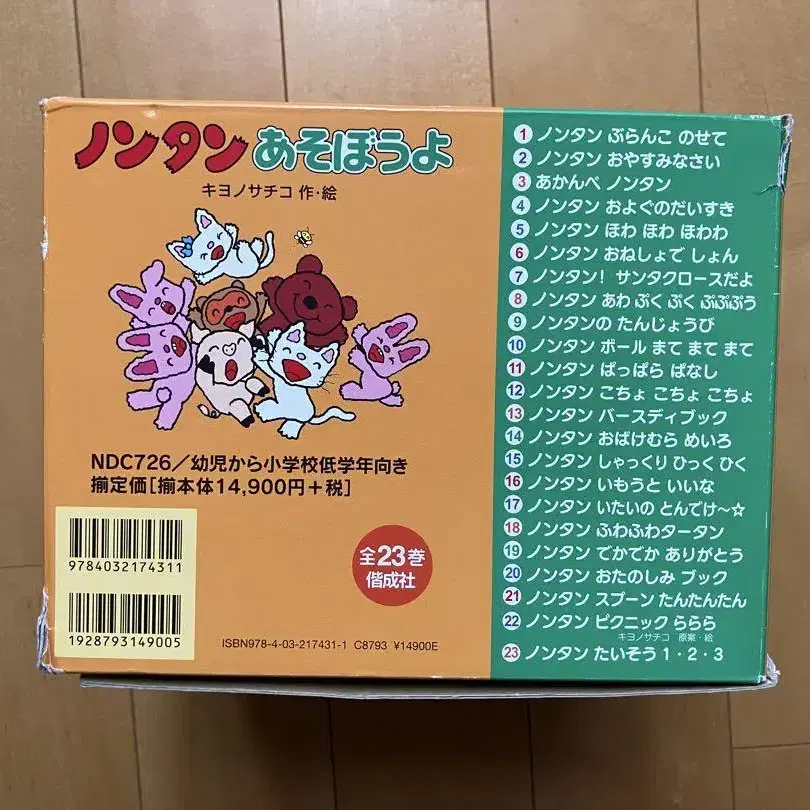 ノンタン あそぼうよ
キヨノサチコ 作・絵
NDC726／幼児から小学校低学年向き
揃定価[揃本体14,900円＋税]
9784032174311
1928793149005
全23巻
偕成社
ISBN978-4-03-217431-1 C8793 ¥14900E
1 ノンタン ぶらんこ のせて
2 ノンタン おやすみなさい
3 あかんべ ノンタン
4 ノンタン およぐのだいすき
5 ノンタン ほわ ほわ ほわわ
6 ノンタン おねしょで しょん
7 ノンタン！ サンタクロースだよ
8 ノンタン あわ ぷく ぷく ぷぷぷう
9 ノンタンの たんじょうび
10 ノンタン ボール まて まて まて
11 ノンタン ぱっぱら ぱなし
12 ノンタン こちょ こちょ こちょ
13 ノンタン バースディブック
14 ノンタン おばけむら めいろ
15 ノンタン しゃっくり ひっく ひく
16 ノンタン いもうと いいな
17 ノンタン いたいの とんでけ〜☆
18 ノンタン ふわふわタータン
19 ノンタン でかでか ありがとう
20 ノンタン おたのしみ ブック
21 ノンタン スプーン たんたんたん
22 ノンタン ピクニック ららら
キヨノサチコ 原案・絵
23 ノンタン たいそう 1・2・3